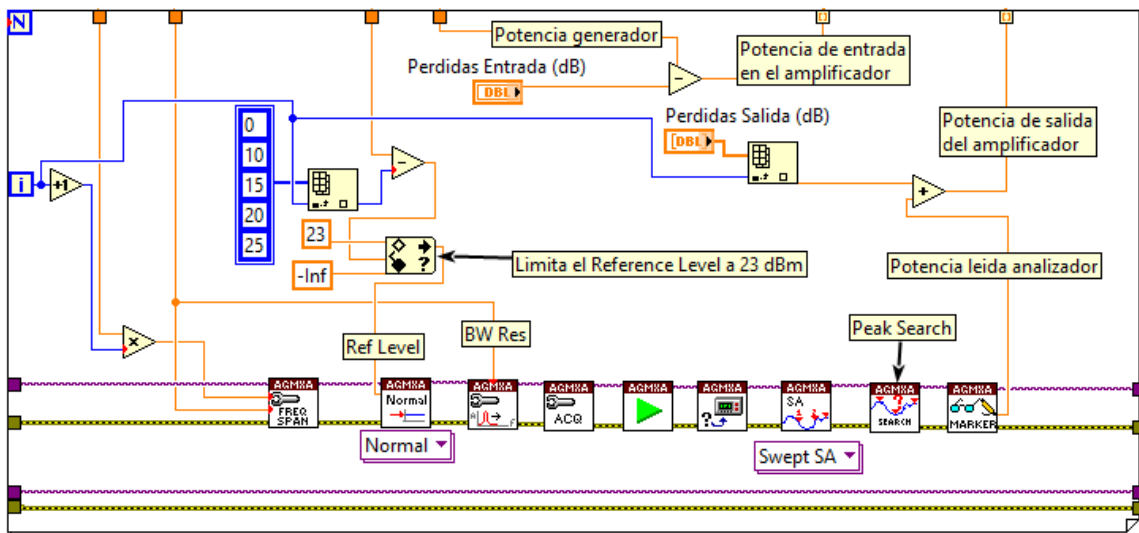 N
Potencia generador
Potencia de entrada
en el amplificador
Perdidas Entrada (dB)
DBL
Perdidas Salida (dB)
[DBL]
Potencia de salida
del amplificador
i
+1
0
10
15
20
25
23
-Inf
Limita el Reference Level a 23 dBm
Potencia leida analizador
Ref Level
BW Res
Peak Search
AGMXA
FREQ
SPAN
AGMXA
Normal
AGMXA
A
F
AGMXA
ACQ
AGMXA
AGMXA
?
AGMXA
SA
1
2
AGMXA
?
SEARCH
AGMXA
MARKER
Normal
Swept SA